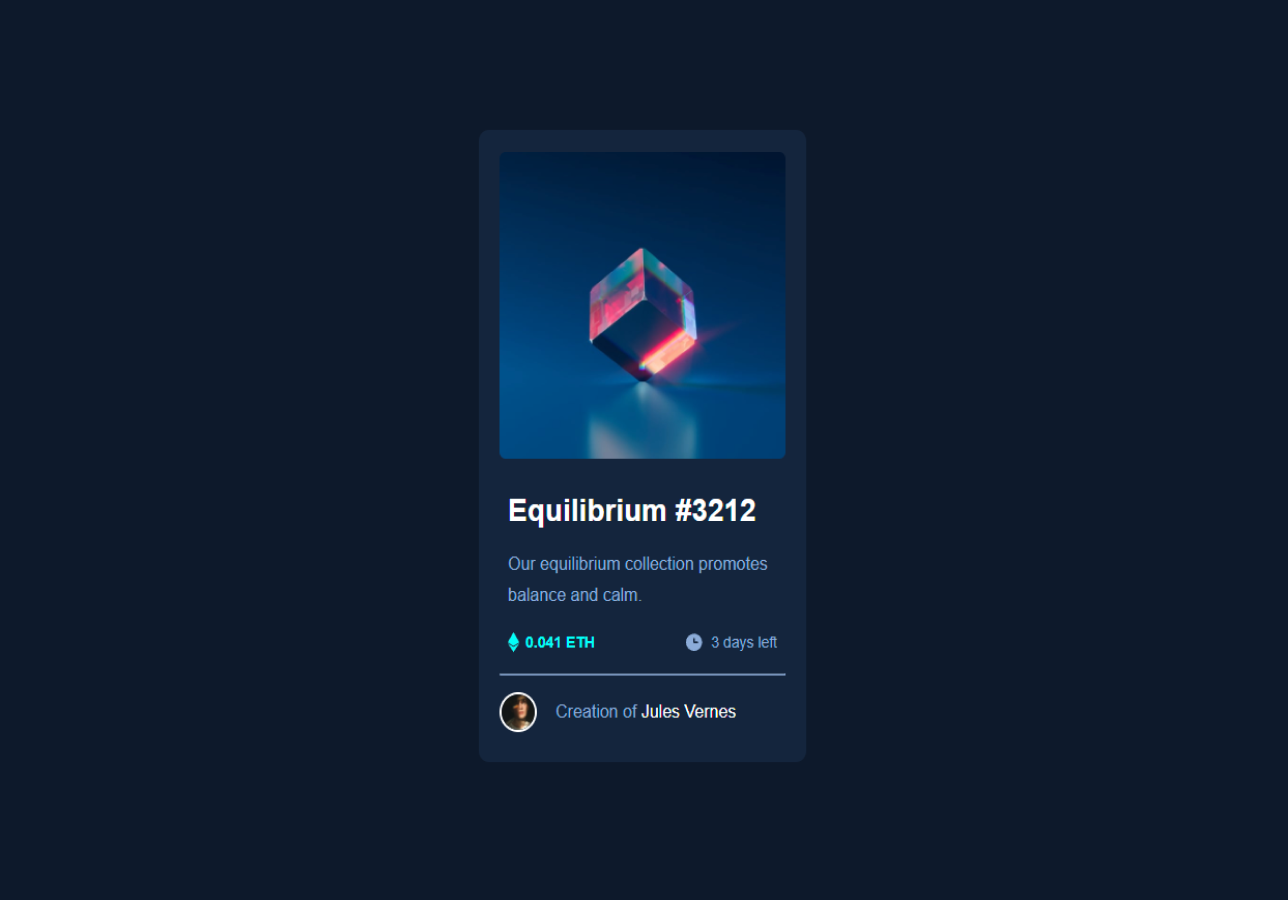 Equilibrium #3212
Our equilibrium collection promotes
balance and calm.
0.041 ETH
3 days left
Creation of Jules Vernes